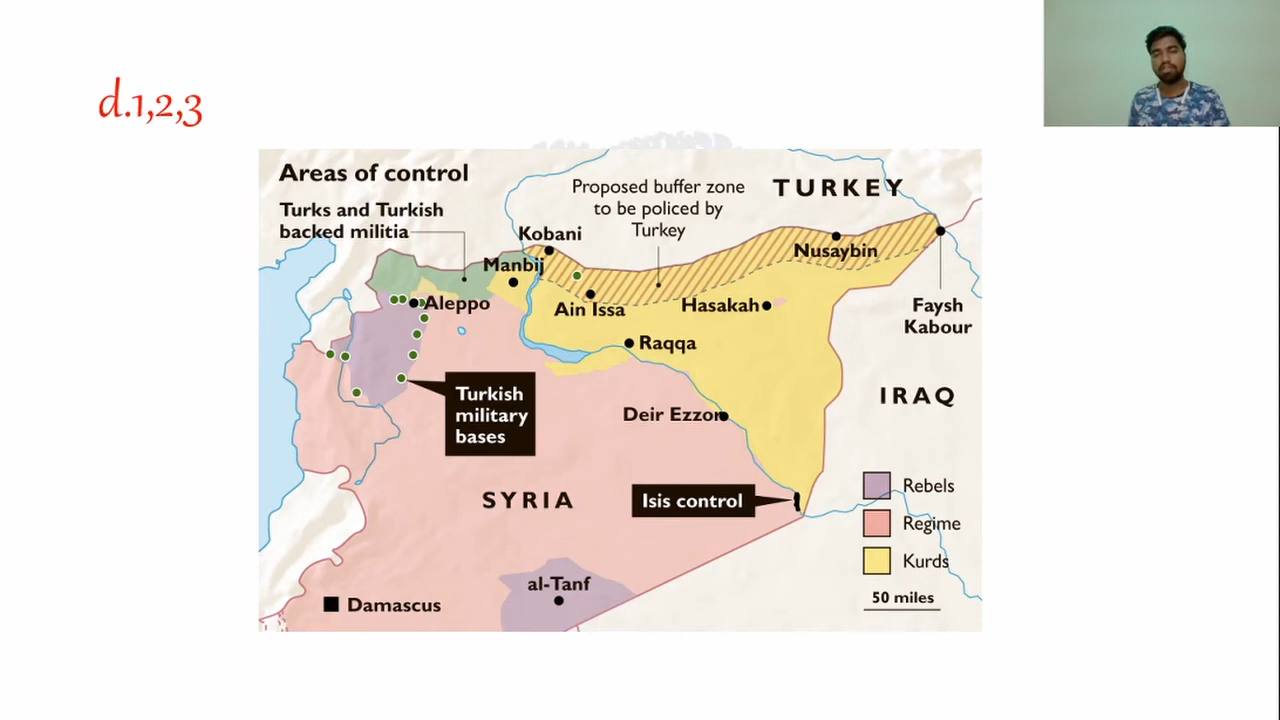 d.1,2,3
Areas of control
Turks and Turkish
backed militia
Proposed buffer zone
to be policed by
Turkey
TURKEY
Kobani
Manbij
Nusaybin
Aleppo
Ain Issa
Hasakah
Faysh
Kabour
Raqqa
Turkish
military
bases
IRAQ
Deir Ezzor
SYRIA
Isis control
Rebels
Regime
Kurds
50 miles
al-Tanf
Damascus